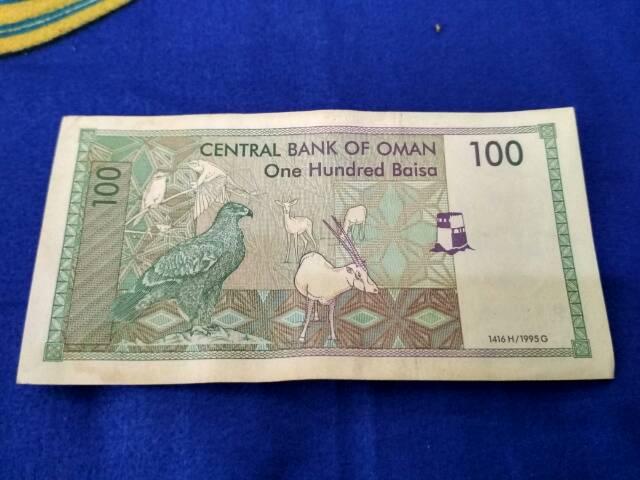 CENTRAL BANK OF OMAN
One Hundred Baisa
100
100
1416 H/1995 G